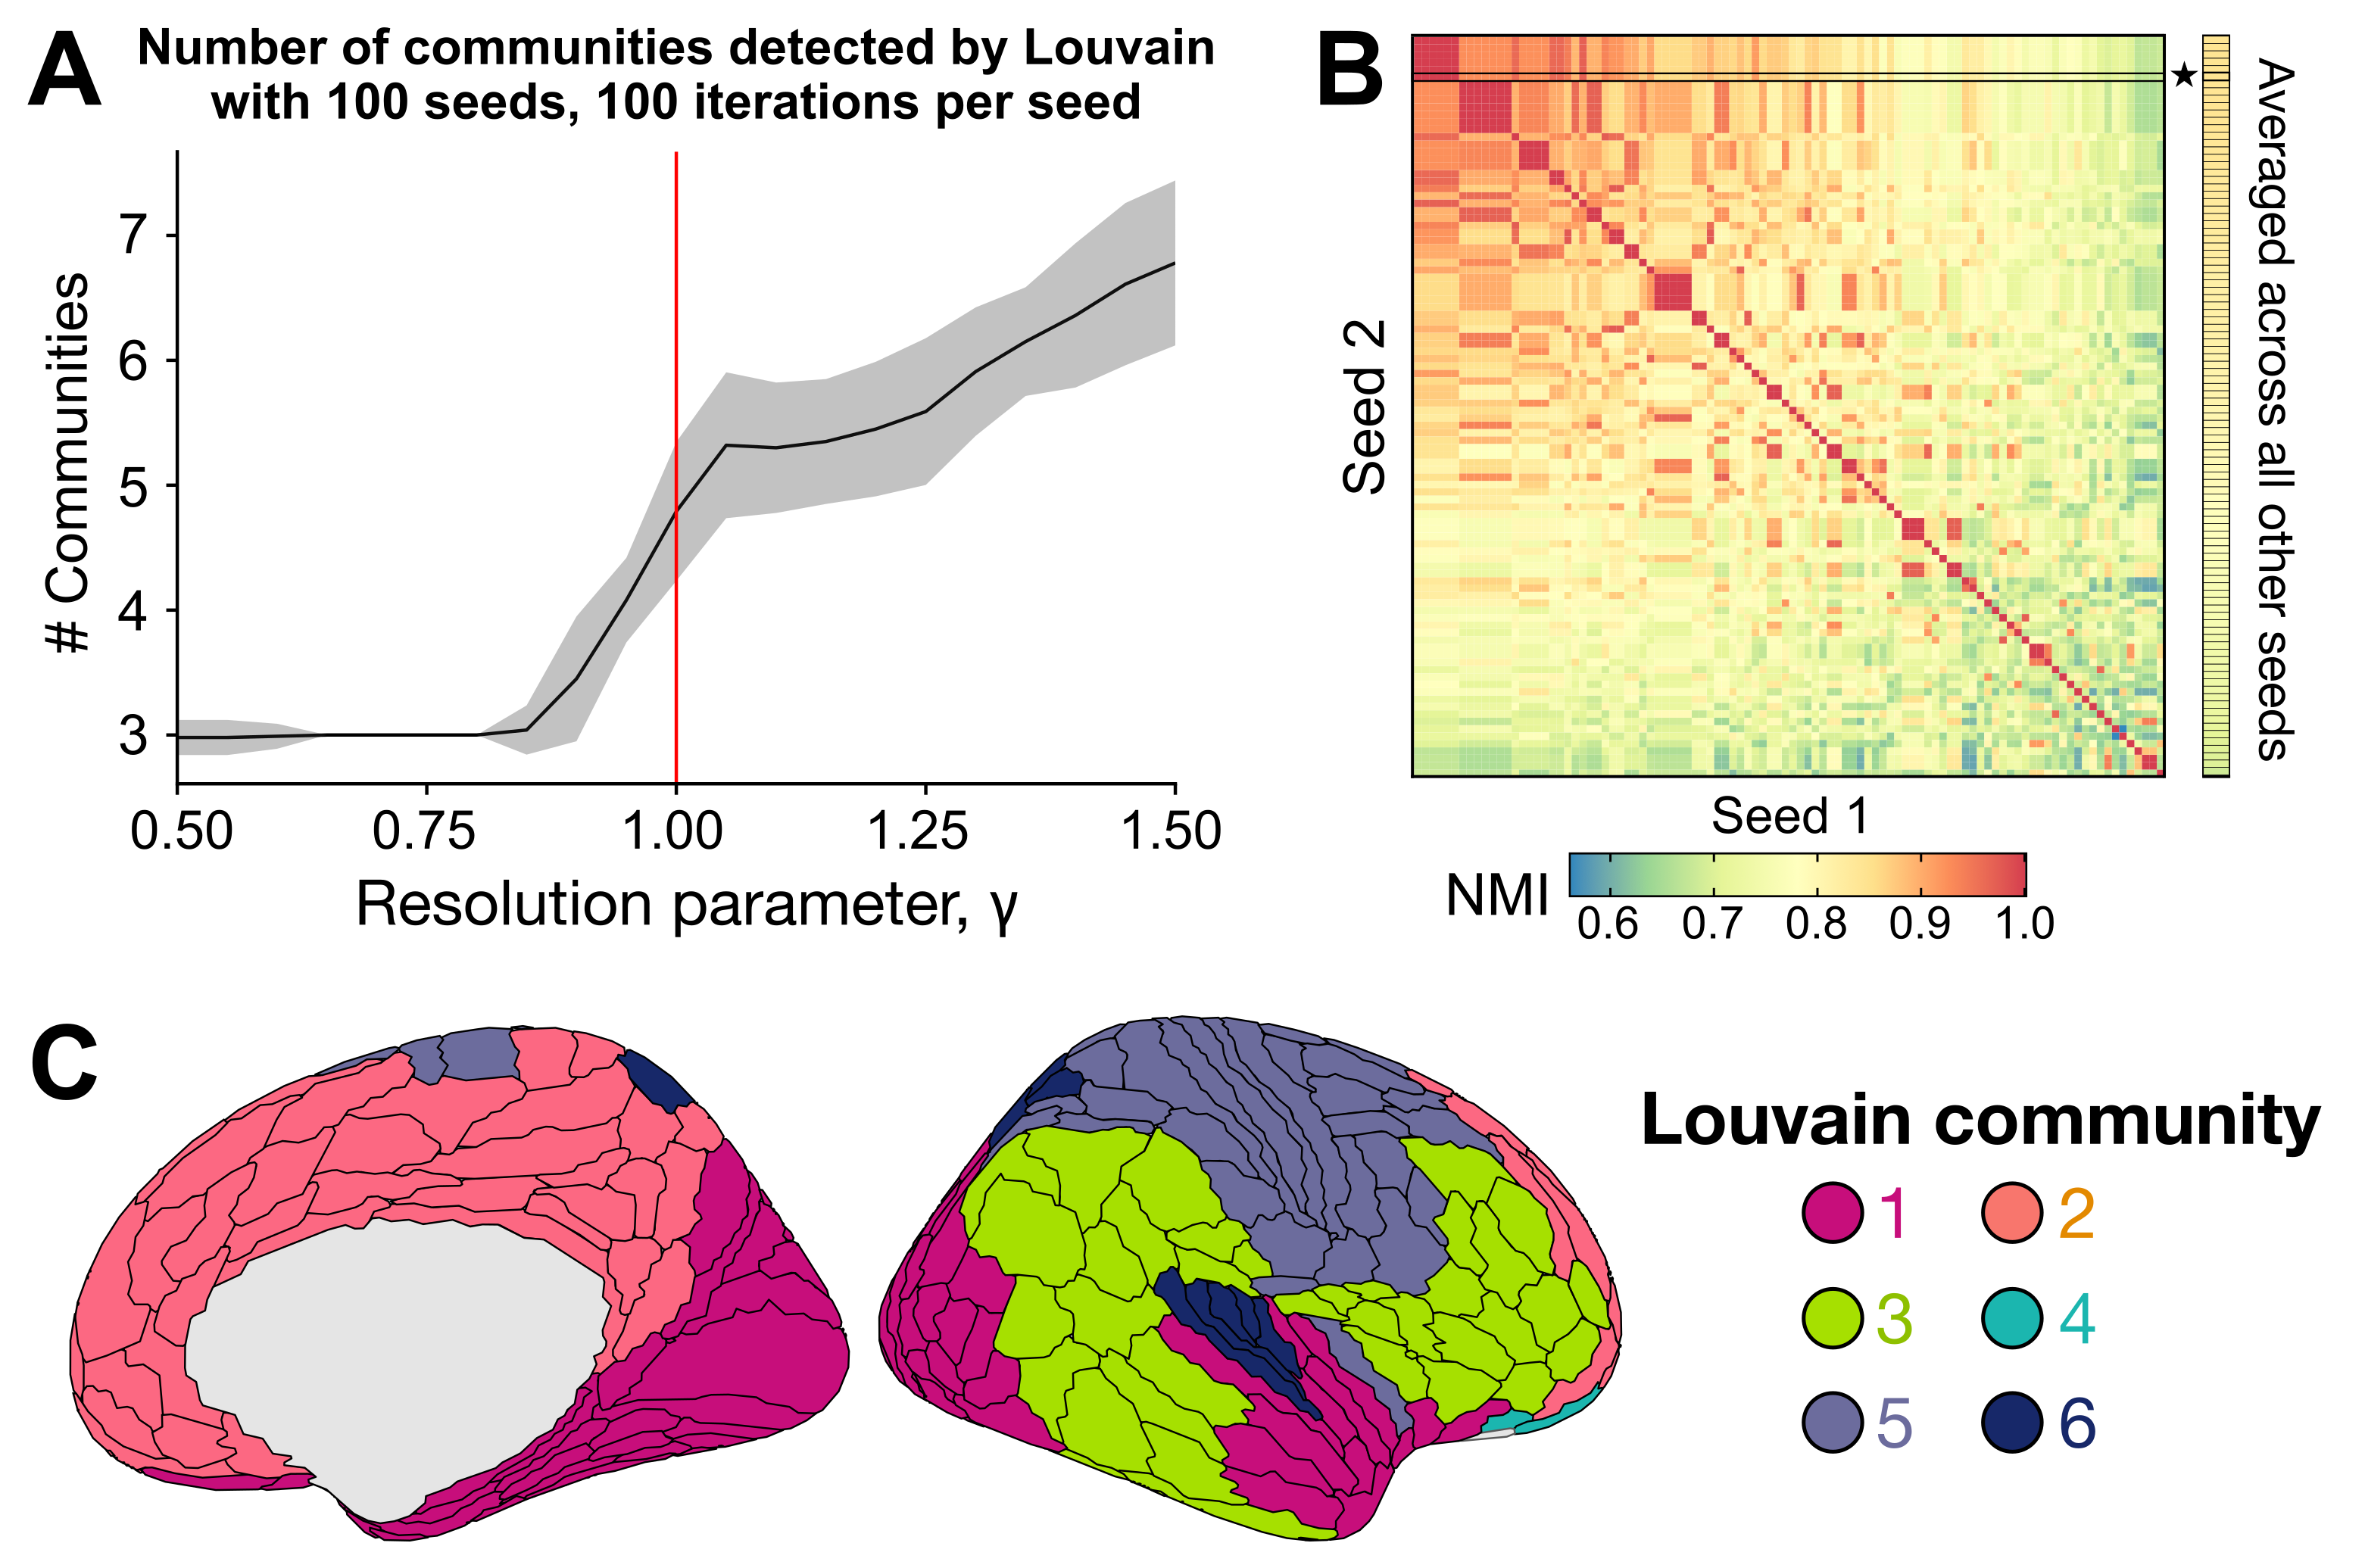 A
Number of communities detected by Louvain
with 100 seeds, 100 iterations per seed
# Communities
7
6
5
4
3
0.50 0.75 1.00 1.25 1.50
Resolution parameter, γ
B
Seed 2
★
Averaged across all other seeds
Seed 1
NMI
0.6 0.7 0.8 0.9 1.0
C
Louvain community
1 2
3 4
5 6